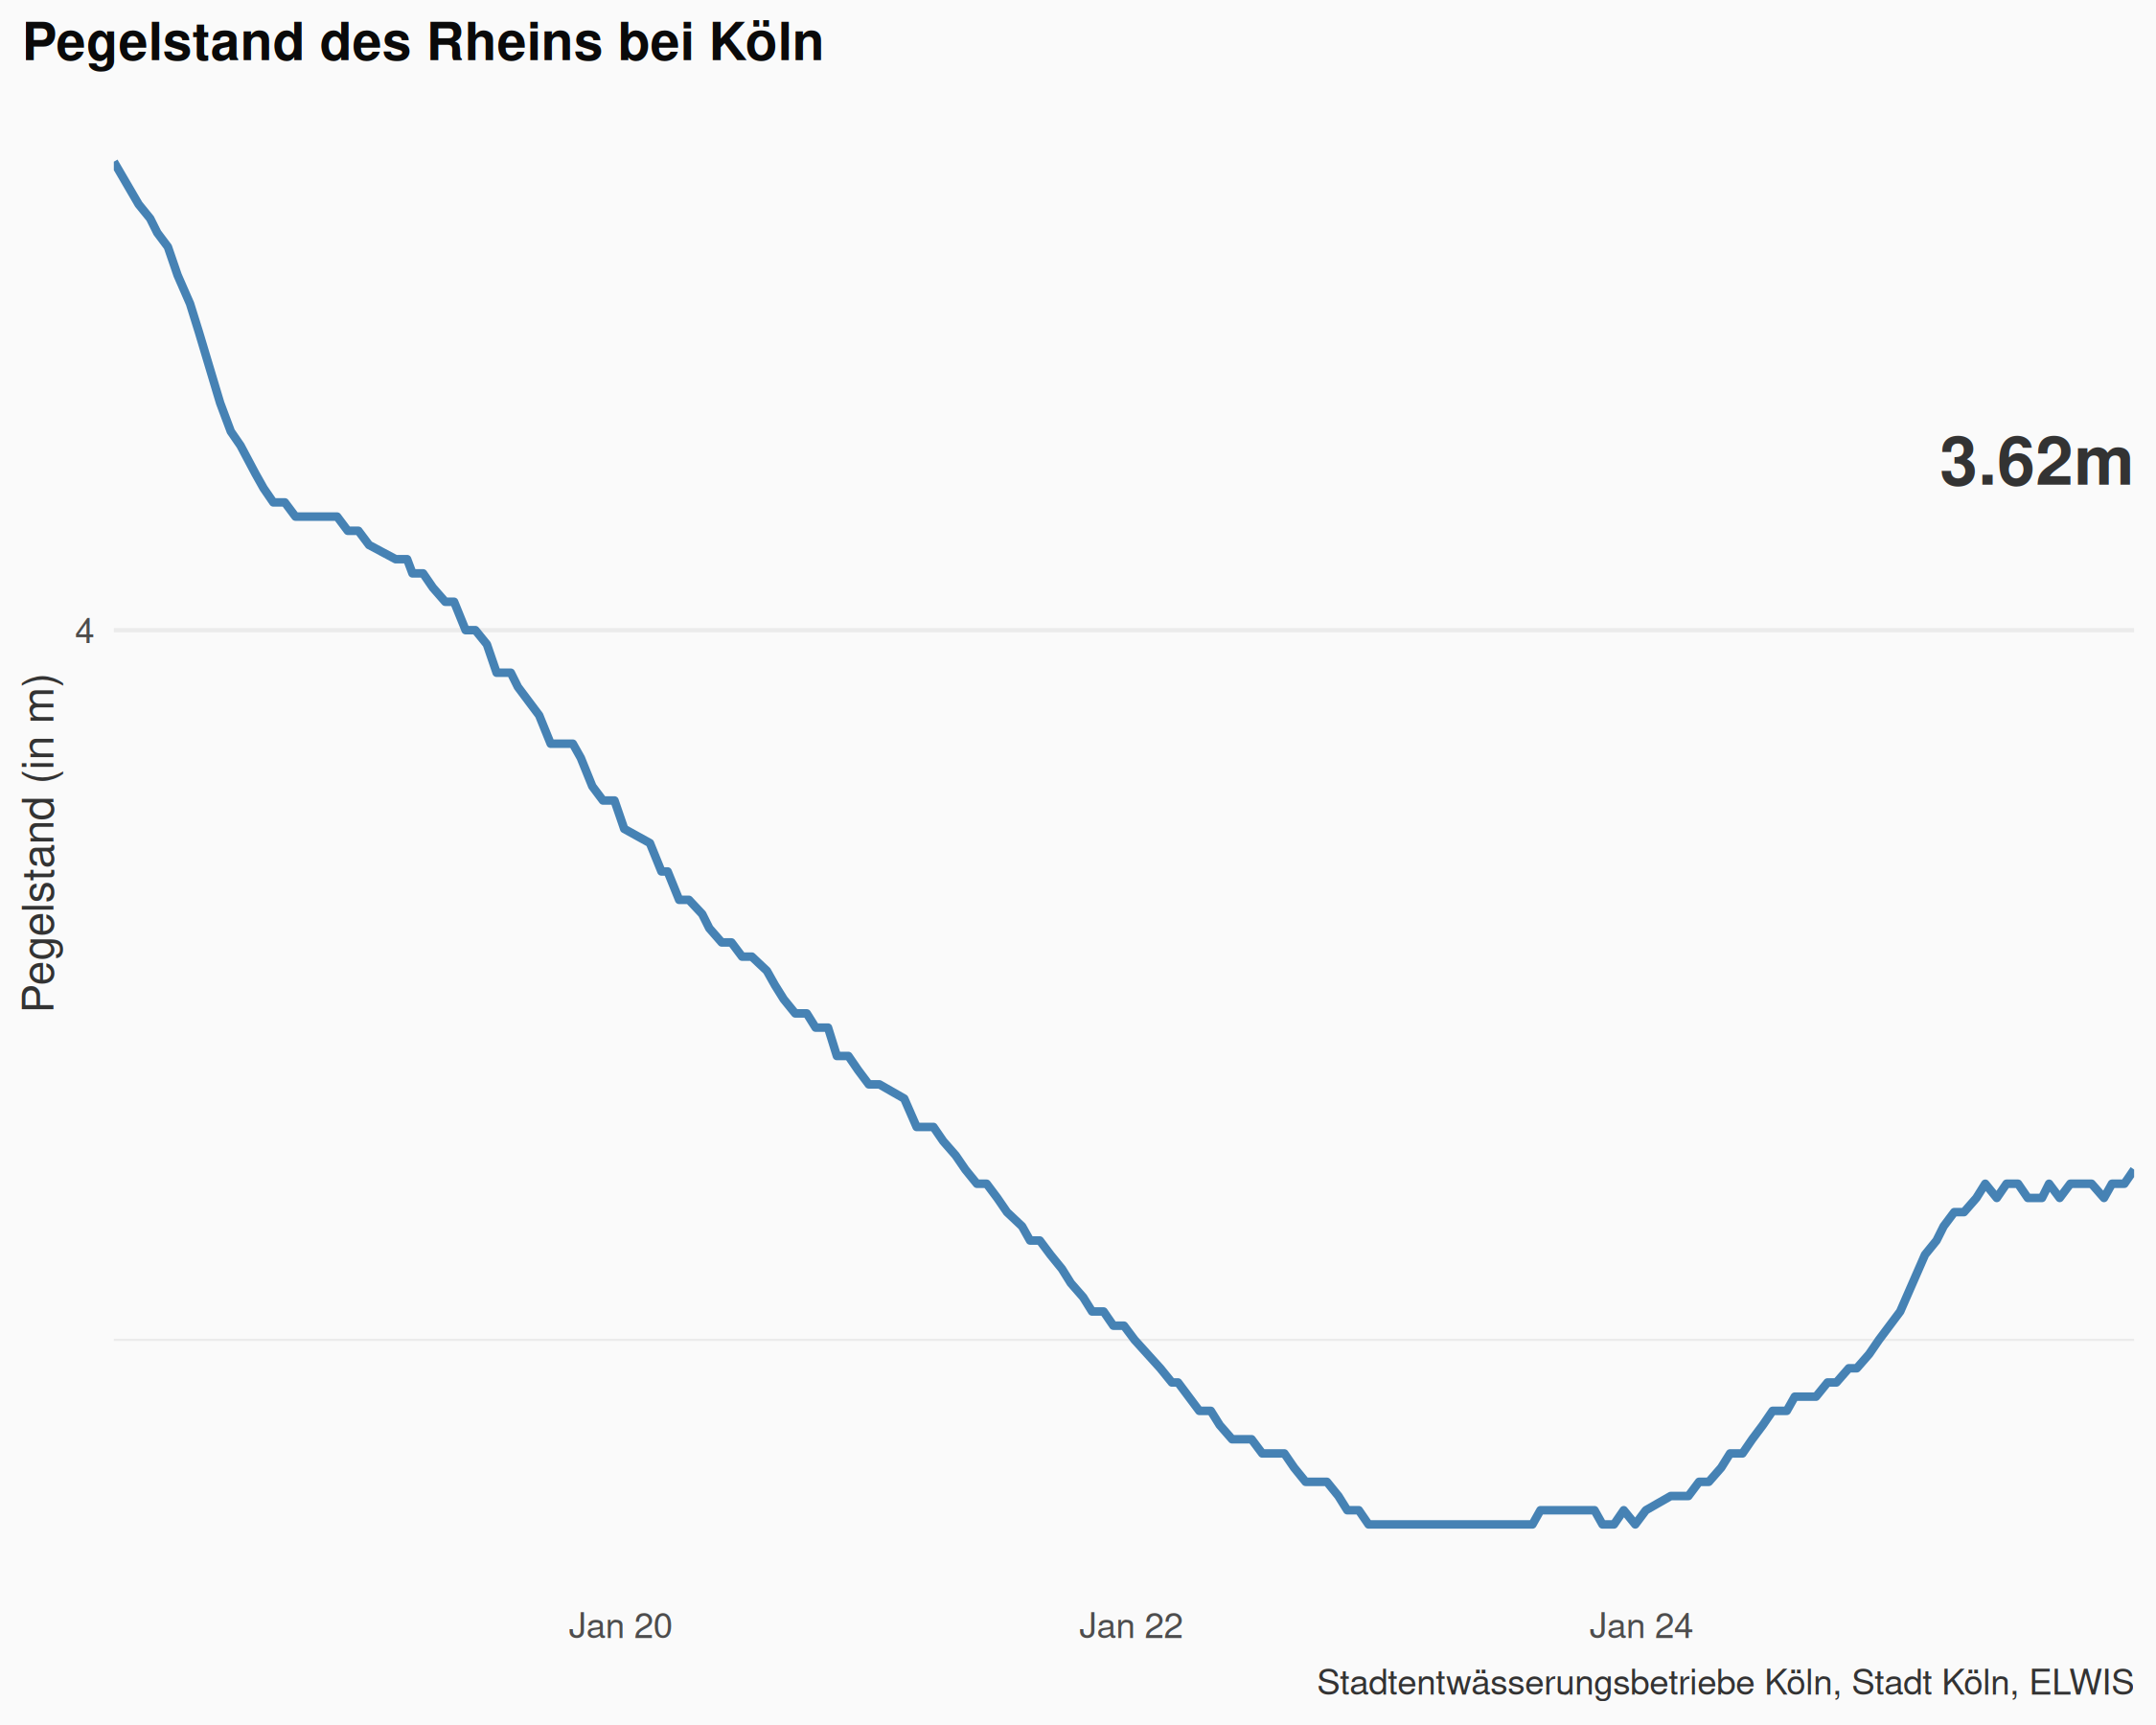 Pegelstand des Rheins bei Köln
3.62m
4
Pegelstand (in m)
Jan 20
Jan 22
Jan 24
Stadtentwässerungsbetriebe Köln, Stadt Köln, ELWIS